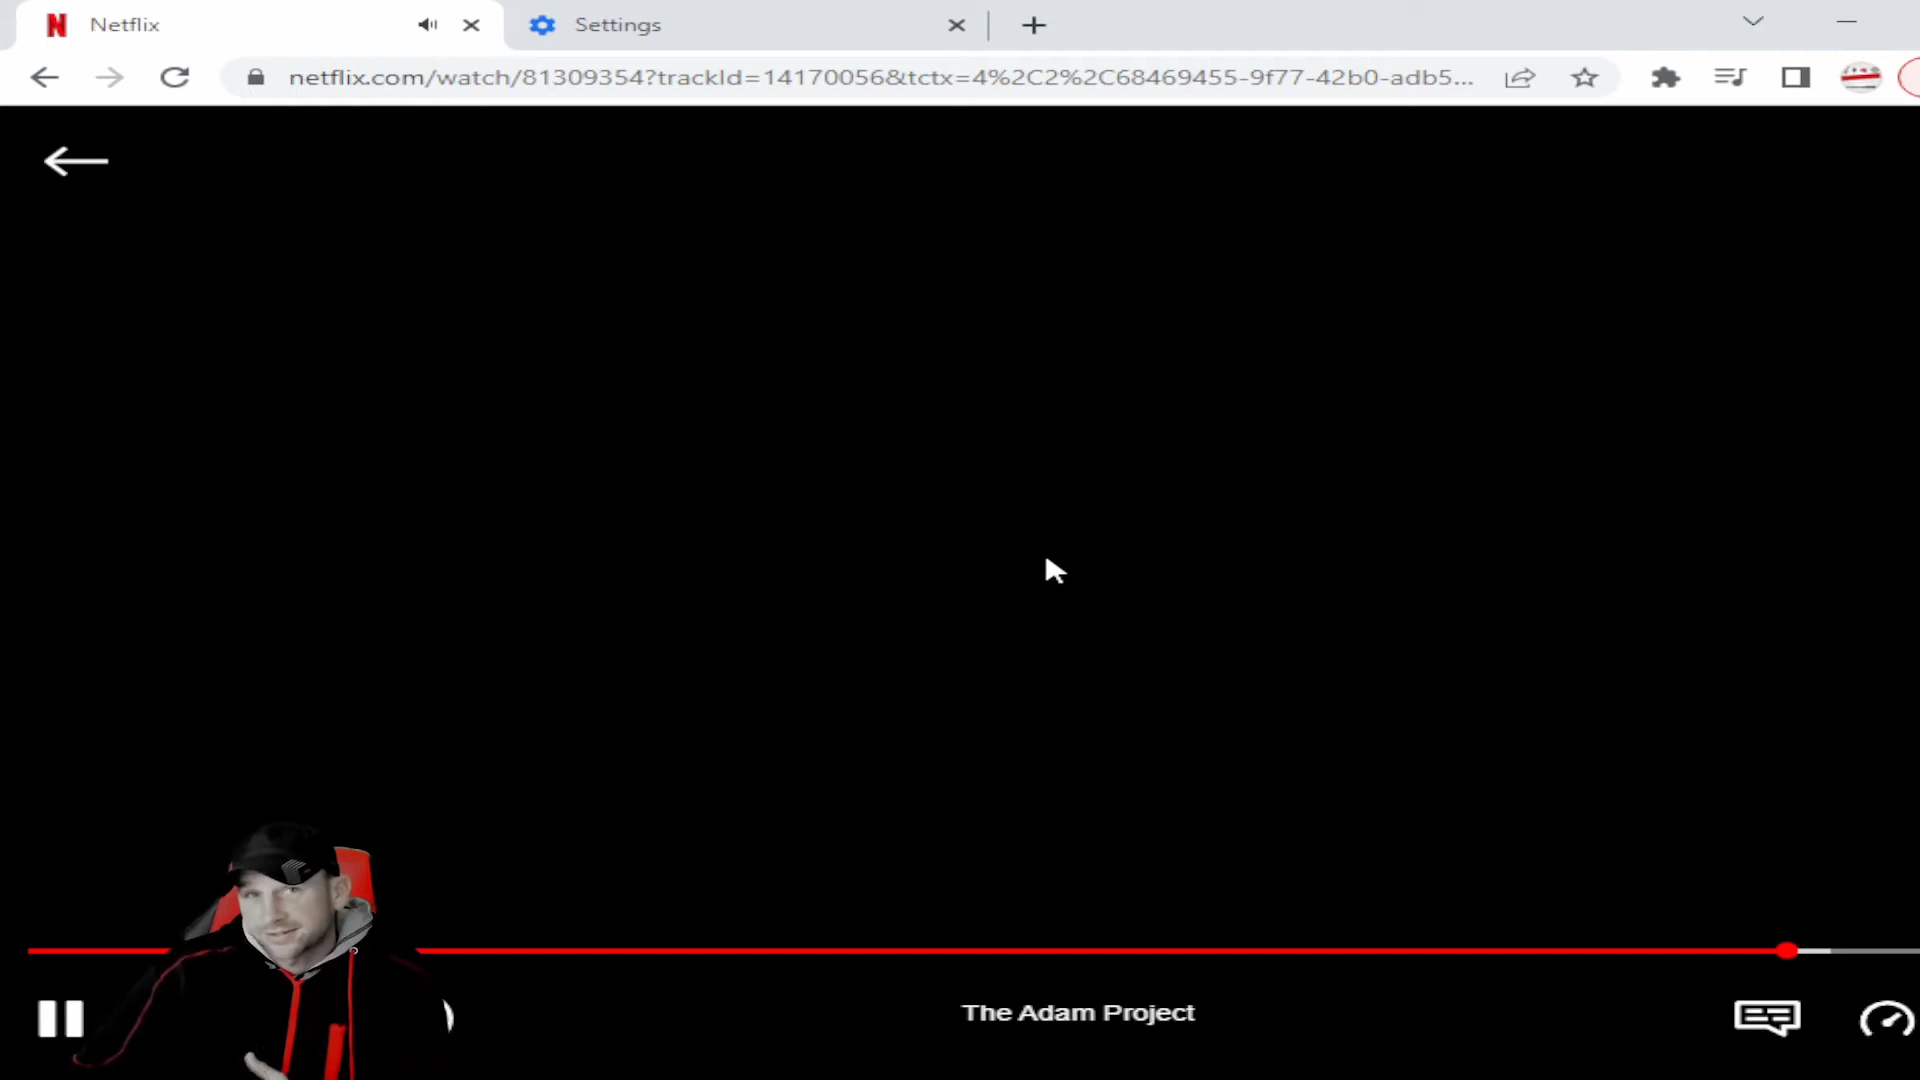 Netflix
Settings
netflix.com/watch/81309354?trackId=14170056&tctx=4%2C2%2C68469455-9f77-42b0-adb5...
The Adam Project